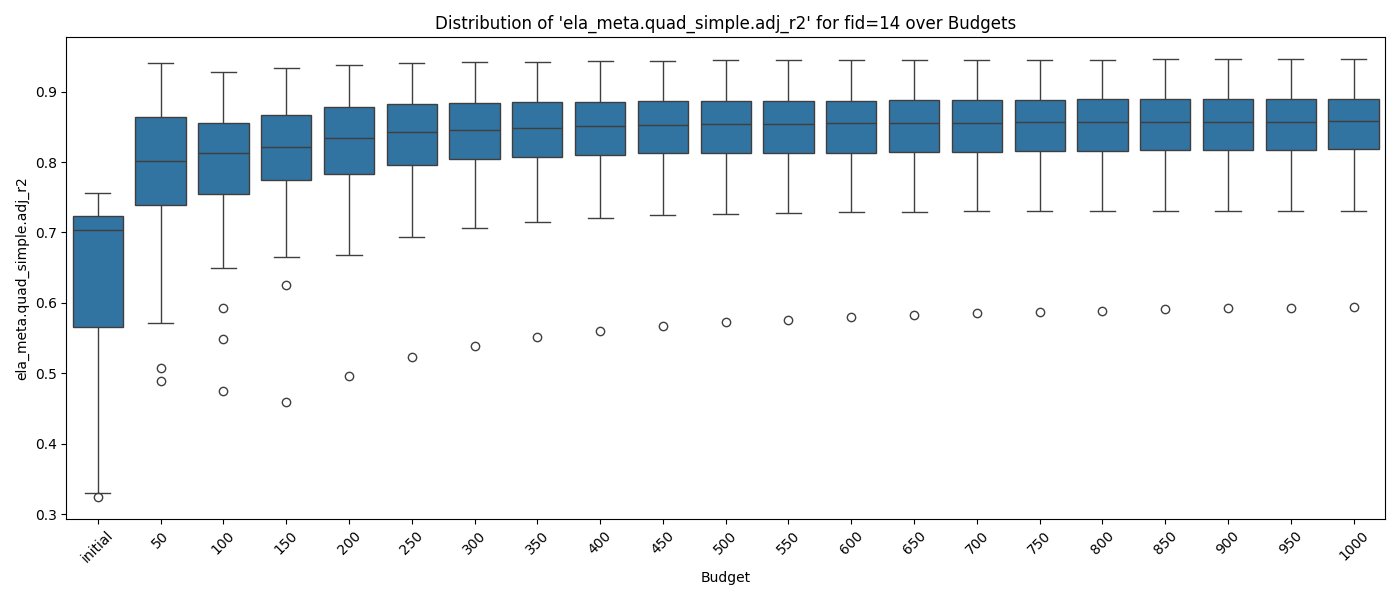 Distribution of 'ela_meta.quad_simple.adj_r2' for fid=14 over Budgets
ela_meta.quad_simple.adj_r2
0.9
0.8
0.7
0.6
0.5
0.4
0.3
initial 50 100 150 200 250 300 350 400 450 500 550 600 650 700 750 800 850 900 950 1000
Budget